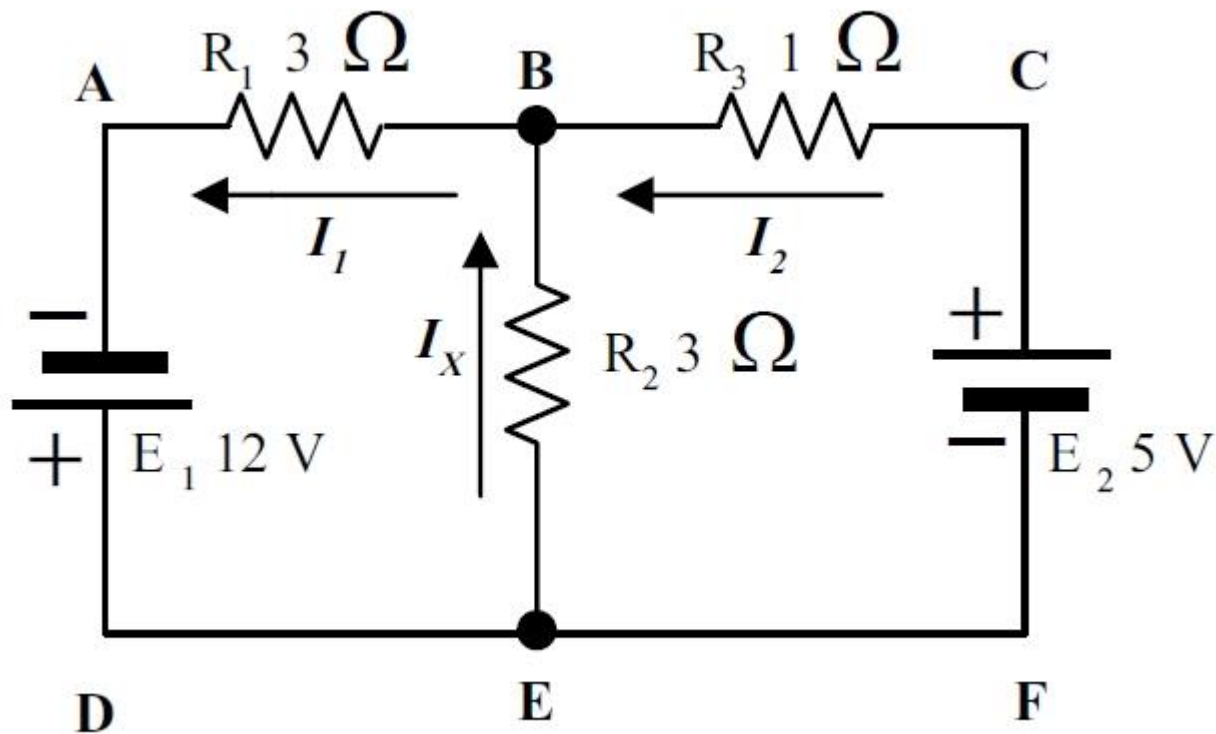 R₁ 3 Ω
R₃ 1 Ω
A
B
C
I₁
I₂
−
+
Iₓ
R₂ 3 Ω
+
E₁ 12 V
−
E₂ 5 V
D
E
F